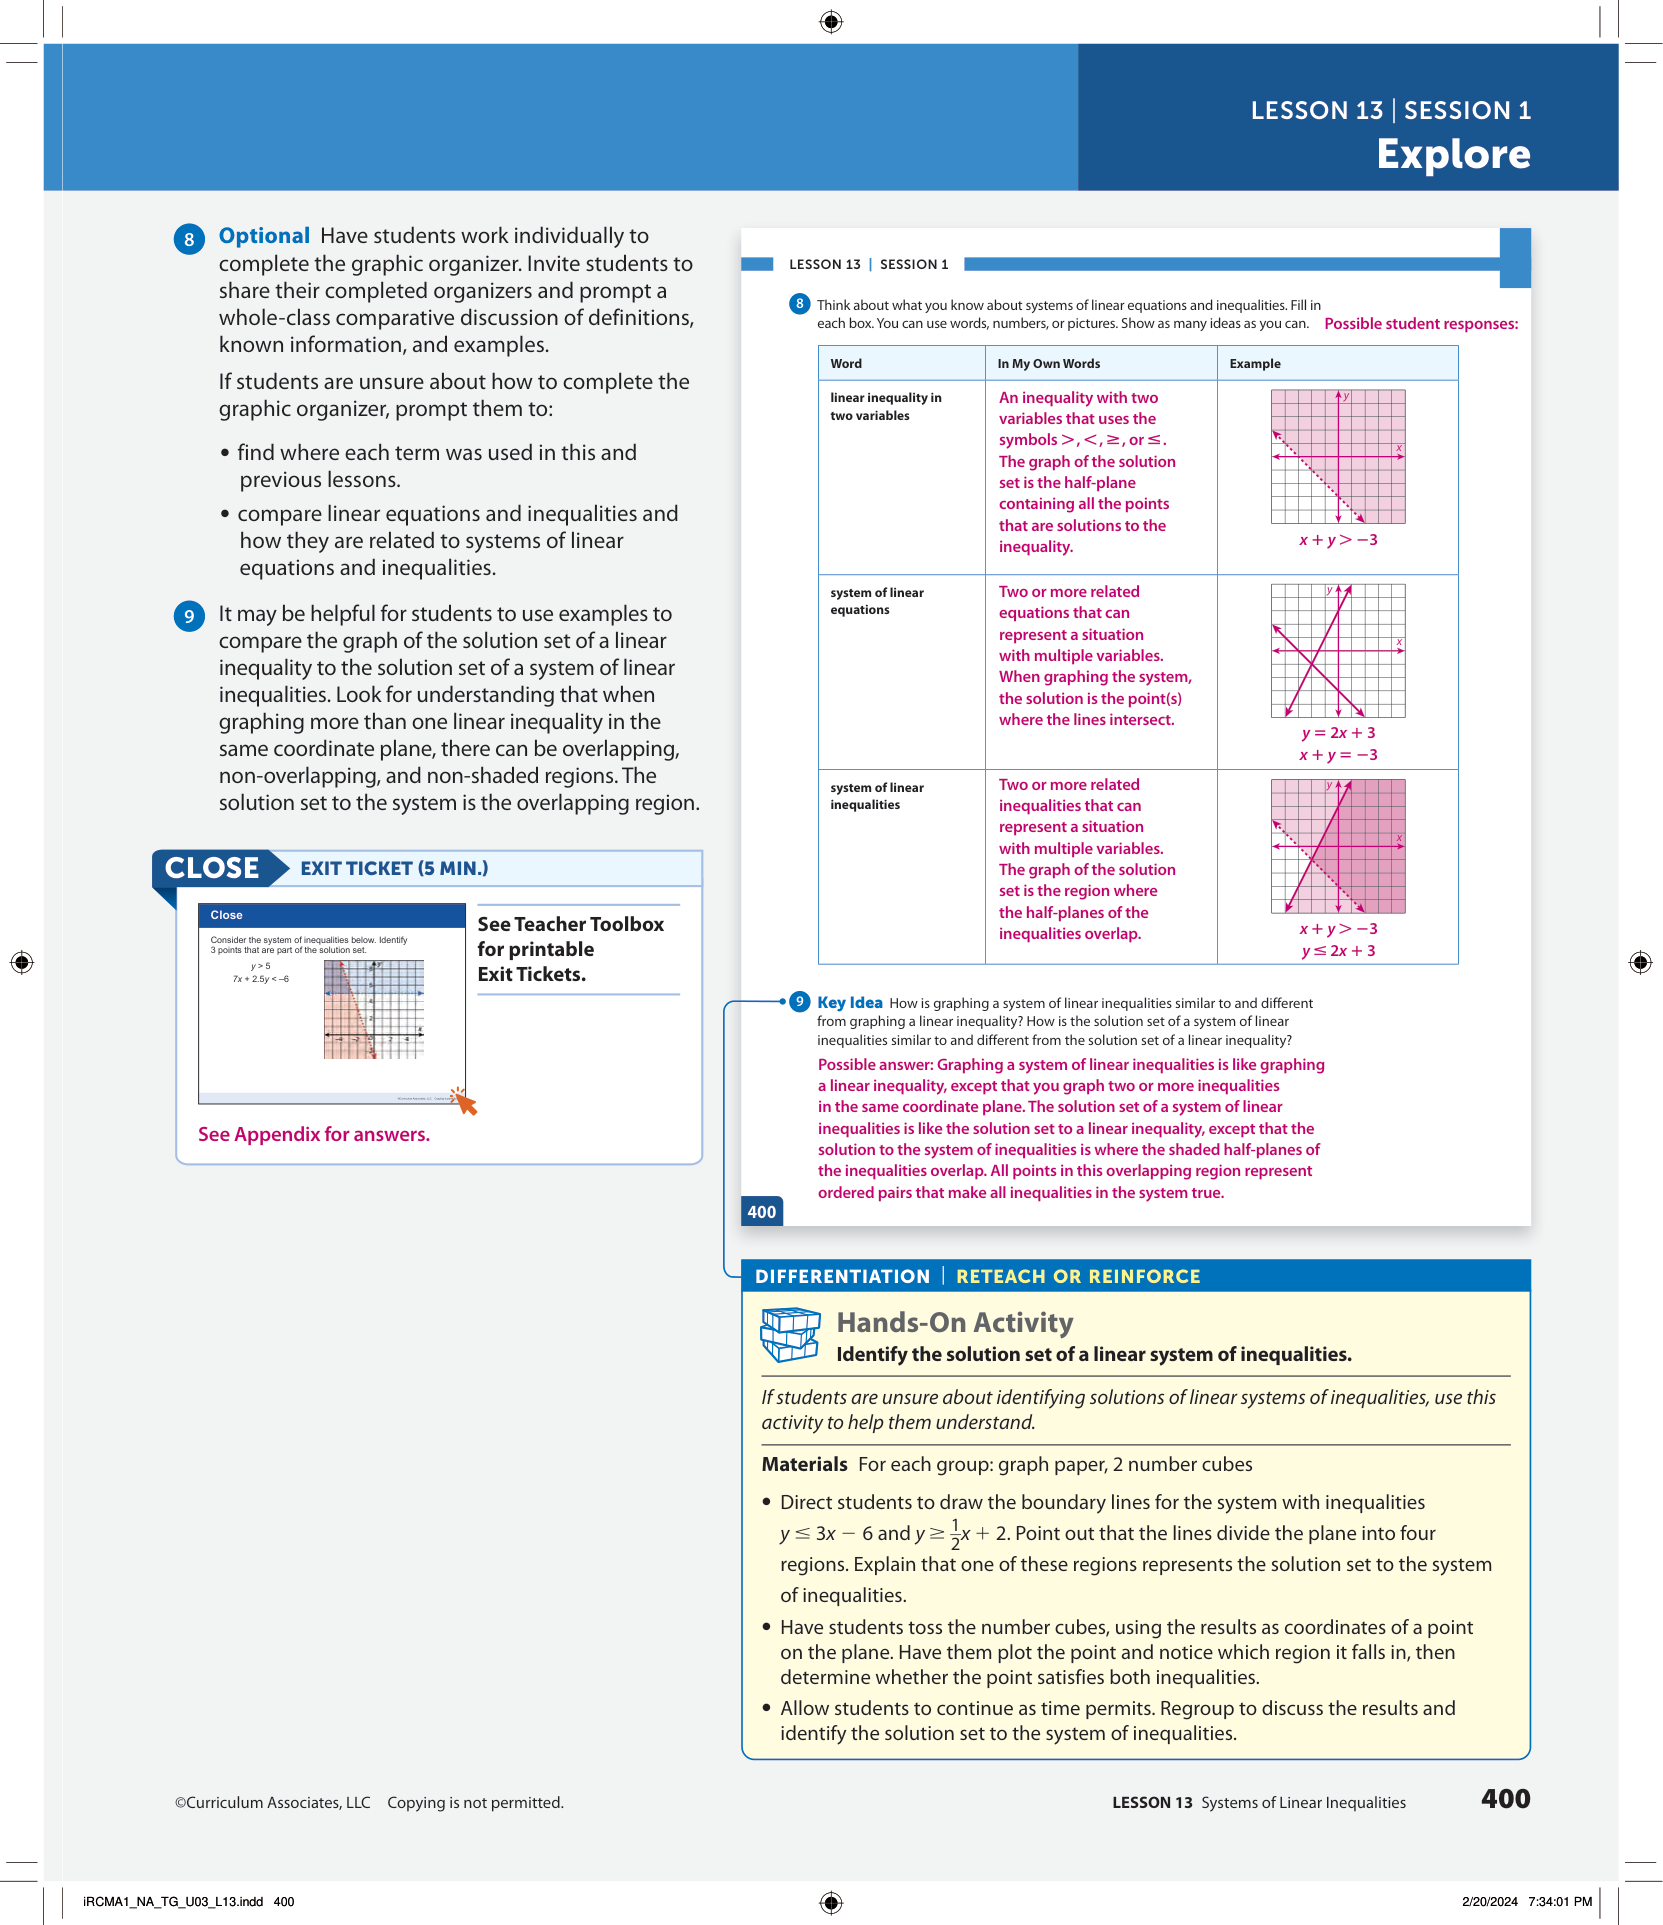 LESSON 13 | SESSION 1
Explore
8 Optional Have students work individually to
complete the graphic organizer. Invite students to
share their completed organizers and prompt a
whole-class comparative discussion of definitions,
known information, and examples.
If students are unsure about how to complete the
graphic organizer, prompt them to:
• find where each term was used in this and
previous lessons.
• compare linear equations and inequalities and
how they are related to systems of linear
equations and inequalities.
9 It may be helpful for students to use examples to
compare the graph of the solution set of a linear
inequality to the solution set of a system of linear
inequalities. Look for understanding that when
graphing more than one linear inequality in the
same coordinate plane, there can be overlapping,
non-overlapping, and non-shaded regions. The
solution set to the system is the overlapping region.
CLOSE EXIT TICKET (5 MIN.)
Close
Consider the system of inequalities below. Identify
3 points that are part of the solution set.
y > 5
7x + 2.5y < –6
See Teacher Toolbox
for printable
Exit Tickets.
See Appendix for answers.
LESSON 13 | SESSION 1
8 Think about what you know about systems of linear equations and inequalities. Fill in
each box. You can use words, numbers, or pictures. Show as many ideas as you can. Possible student responses:
Word In My Own Words Example
linear inequality in
two variables
An inequality with two
variables that uses the
symbols >, <, ≥, or ≤.
The graph of the solution
set is the half-plane
containing all the points
that are solutions to the
inequality.
y
x
x + y > −3
system of linear
equations
Two or more related
equations that can
represent a situation
with multiple variables.
When graphing the system,
the solution is the point(s)
where the lines intersect.
y
x
y = 2x + 3
x + y = −3
system of linear
inequalities
Two or more related
inequalities that can
represent a situation
with multiple variables.
The graph of the solution
set is the region where
the half-planes of the
inequalities overlap.
y
x
x + y > −3
y ≤ 2x + 3
9 Key Idea How is graphing a system of linear inequalities similar to and different
from graphing a linear inequality? How is the solution set of a system of linear
inequalities similar to and different from the solution set of a linear inequality?
Possible answer: Graphing a system of linear inequalities is like graphing
a linear inequality, except that you graph two or more inequalities
in the same coordinate plane. The solution set of a system of linear
inequalities is like the solution set to a linear inequality, except that the
solution to the system of inequalities is where the shaded half-planes of
the inequalities overlap. All points in this overlapping region represent
ordered pairs that make all inequalities in the system true.
400
DIFFERENTIATION | RETEACH OR REINFORCE
Hands-On Activity
Identify the solution set of a linear system of inequalities.
If students are unsure about identifying solutions of linear systems of inequalities, use this
activity to help them understand.
Materials For each group: graph paper, 2 number cubes
• Direct students to draw the boundary lines for the system with inequalities
y ≤ 3x − 6 and y ≥ 1/2x + 2. Point out that the lines divide the plane into four
regions. Explain that one of these regions represents the solution set to the system
of inequalities.
• Have students toss the number cubes, using the results as coordinates of a point
on the plane. Have them plot the point and notice which region it falls in, then
determine whether the point satisfies both inequalities.
• Allow students to continue as time permits. Regroup to discuss the results and
identify the solution set to the system of inequalities.
©Curriculum Associates, LLC Copying is not permitted.
LESSON 13 Systems of Linear Inequalities 400
iRCMA1_NA_TG_U03_L13.indd 400
2/20/2024 7:34:01 PM